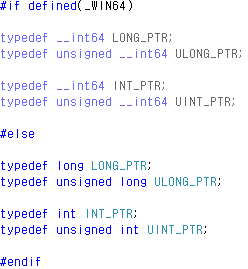 #if defined(_WIN64)
typedef __int64 LONG_PTR;
typedef unsigned __int64 ULONG_PTR;
typedef __int64 INT_PTR;
typedef unsigned __int64 UINT_PTR;
#else
typedef long LONG_PTR;
typedef unsigned long ULONG_PTR;
typedef int INT_PTR;
typedef unsigned int UINT_PTR;
#endif